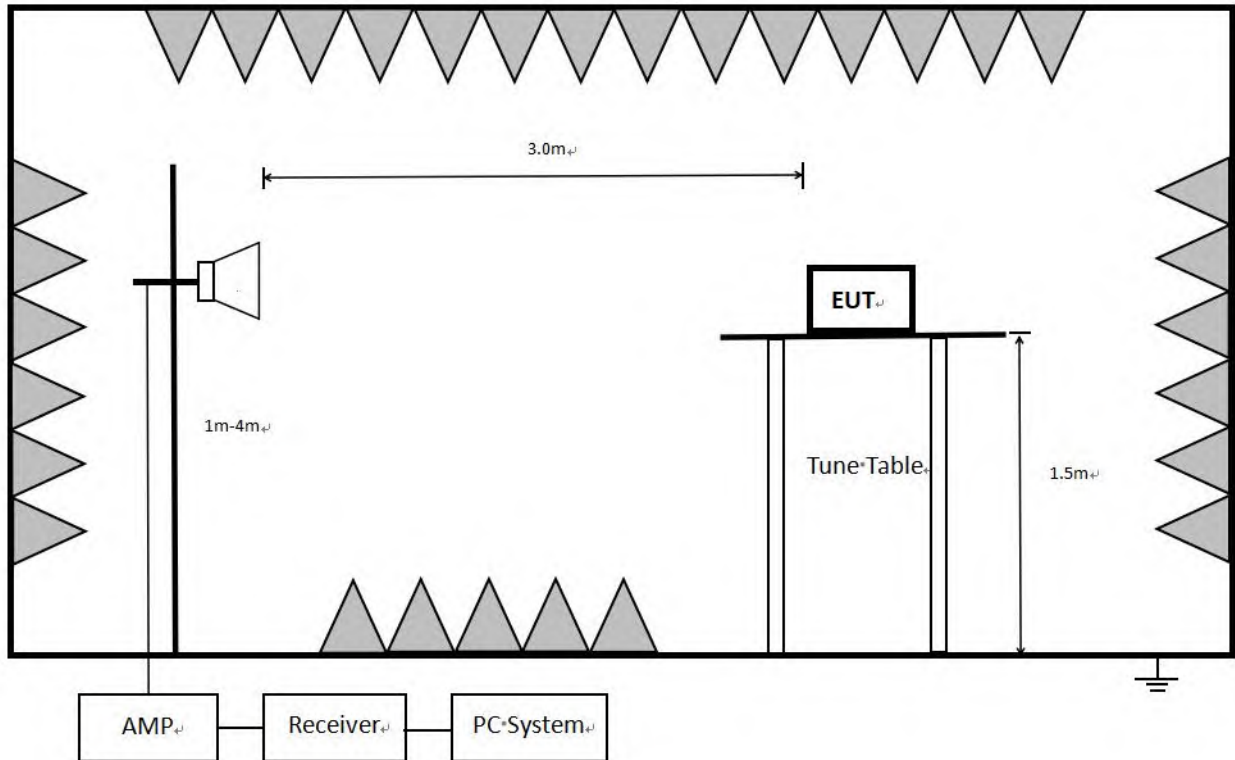 3.0m
EUT
1m-4m
Tune Table
1.5m
AMP
Receiver
PC System